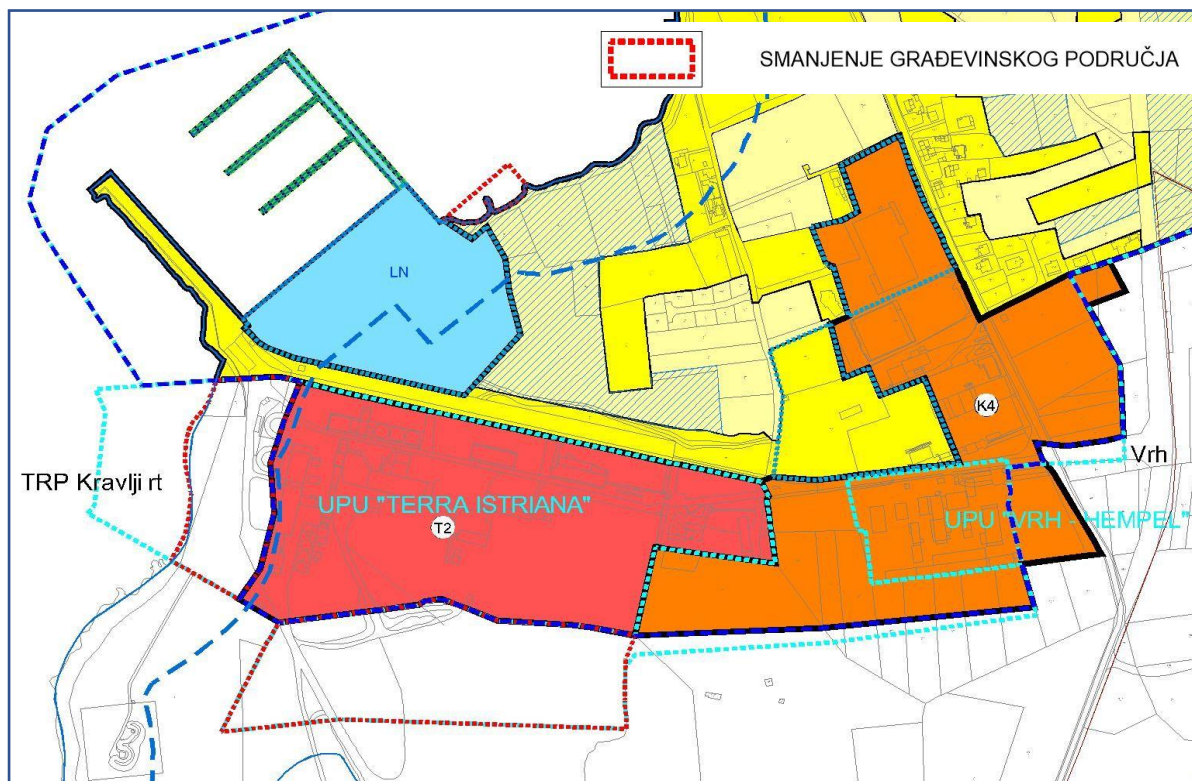 SMANJENJE GRAĐEVINSKOG PODRUČJA
LN
K4
TRP Kravlji rt
Vrh
UPU "TERRA ISTRIANA"
T2
UPU "VRH - HEMPEL"